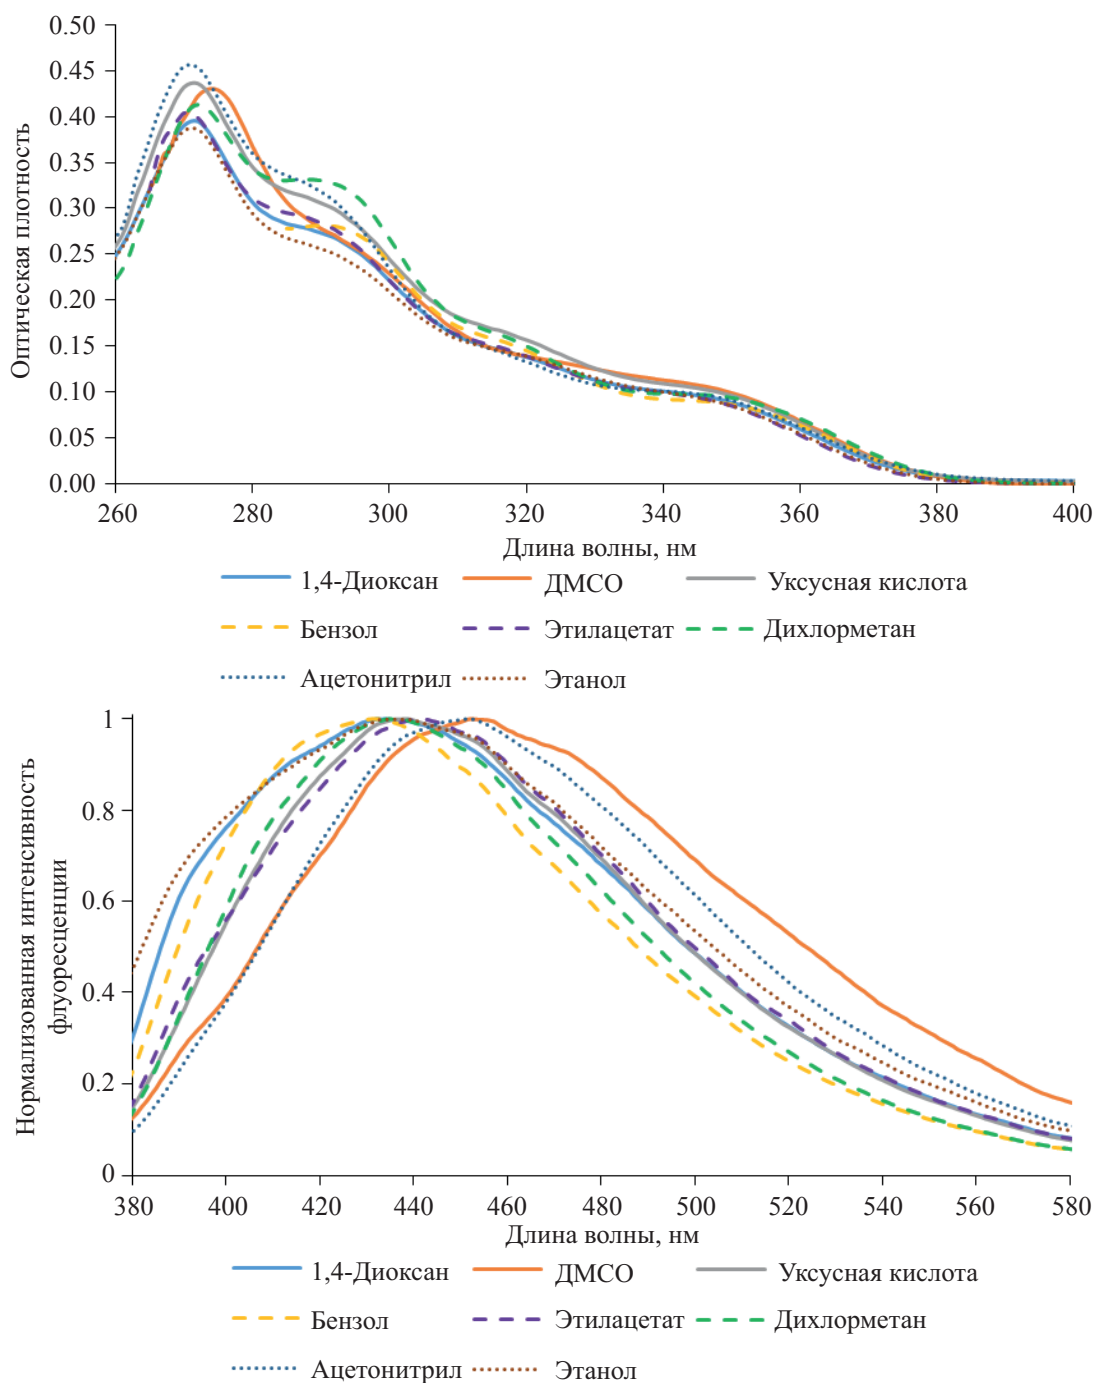 0.50
0.45
0.40
0.35
0.30
0.25
0.20
0.15
0.10
0.05
0.00
Оптическая плотность
260 280 300 320 340 360 380 400
Длина волны, нм
1,4-Диоксан ДМСО Уксусная кислота
Бензол Этилацетат Дихлорметан
Ацетонитрил Этанол
1
0.8
0.6
0.4
0.2
0
Нормализованная интенсивность
флуоресценции
380 400 420 440 460 480 500 520 540 560 580
Длина волны, нм
1,4-Диоксан ДМСО Уксусная кислота
Бензол Этилацетат Дихлорметан
Ацетонитрил Этанол